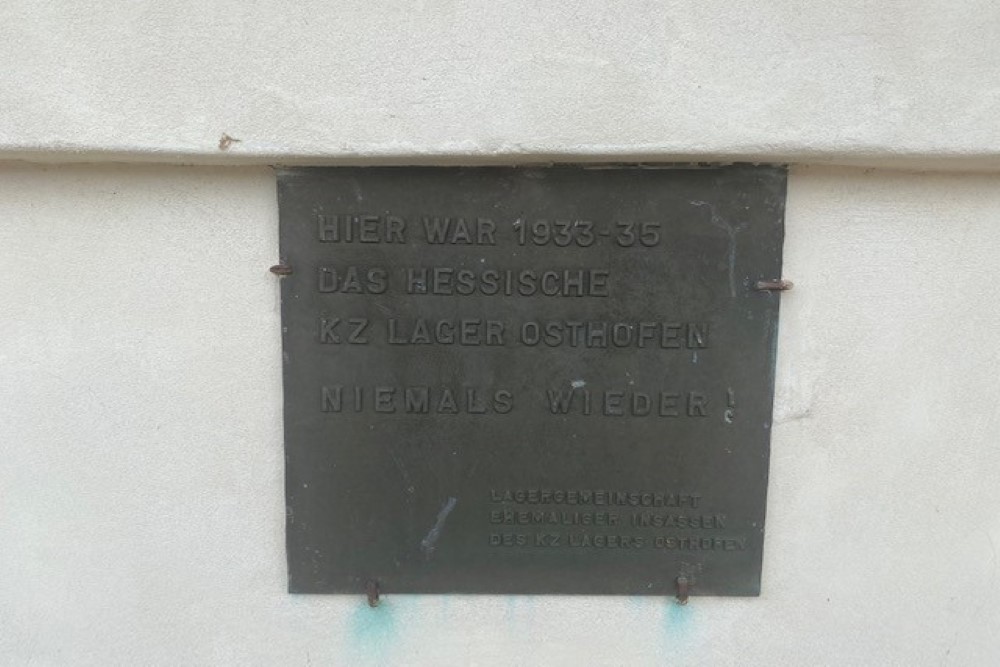 HIER WAR 1933-35
DAS HESSISCHE
KZ LAGER OSTHOFEN
NIEMALS WIEDER!
LAGERGEMEINSCHAFT
EHEMALIGER INSASSEN
DES KZ LAGERS OSTHOFEN